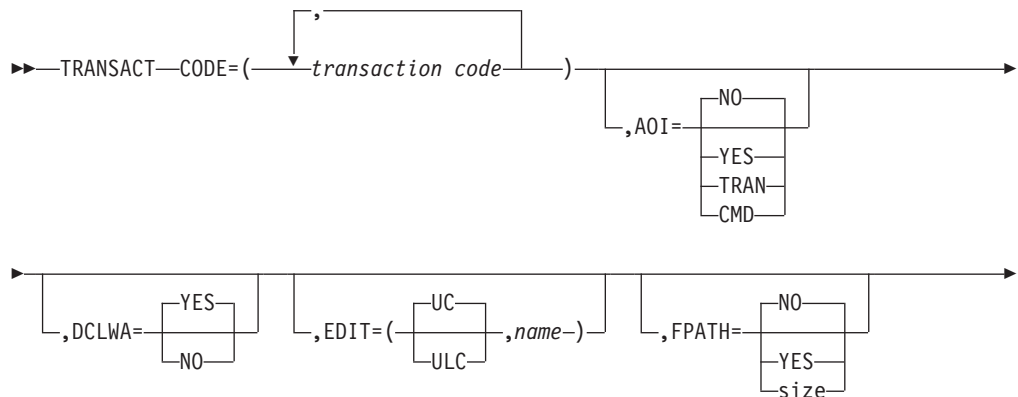 ,
TRANSACT CODE=( transaction code )
,AOI= NO
YES
TRAN
CMD
,DCLWA= YES
NO
,EDIT=( UC
ULC
,name )
,FPATH= NO
YES
size